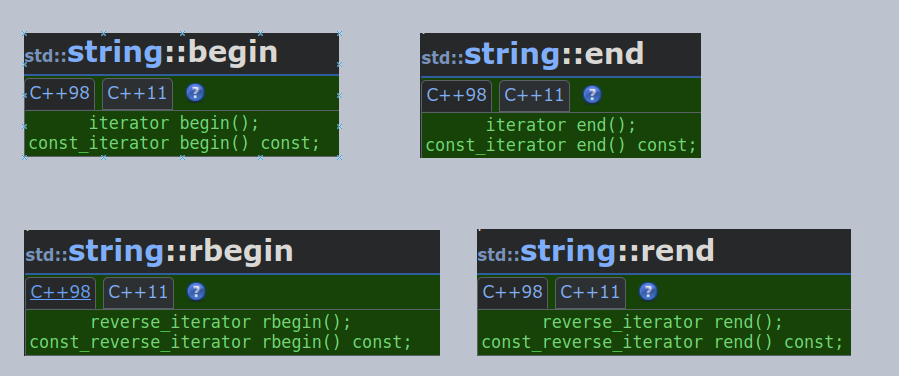 std::string::begin
C++98 C++11 ?
iterator begin();
const_iterator begin() const;
std::string::end
C++98 C++11 ?
iterator end();
const_iterator end() const;
std::string::rbegin
C++98 C++11 ?
reverse_iterator rbegin();
const_reverse_iterator rbegin() const;
std::string::rend
C++98 C++11 ?
reverse_iterator rend();
const_reverse_iterator rend() const;